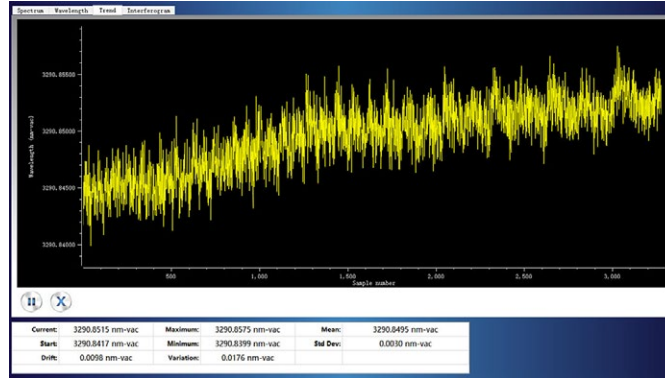 Spectrum Wavelength Trend Interferogram
3290.85500
3290.85000
3290.84500
3290.84000
Wavelength (nm-vac)
500 1,000 1,500 2,000 2,500 3,000
Sample number
Current: 3290.8515 nm-vac Maximum: 3290.8575 nm-vac Mean: 3290.8495 nm-vac
Start: 3290.8417 nm-vac Minimum: 3290.8399 nm-vac Std Dev: 0.0030 nm-vac
Drift: 0.0098 nm-vac Variation: 0.0176 nm-vac